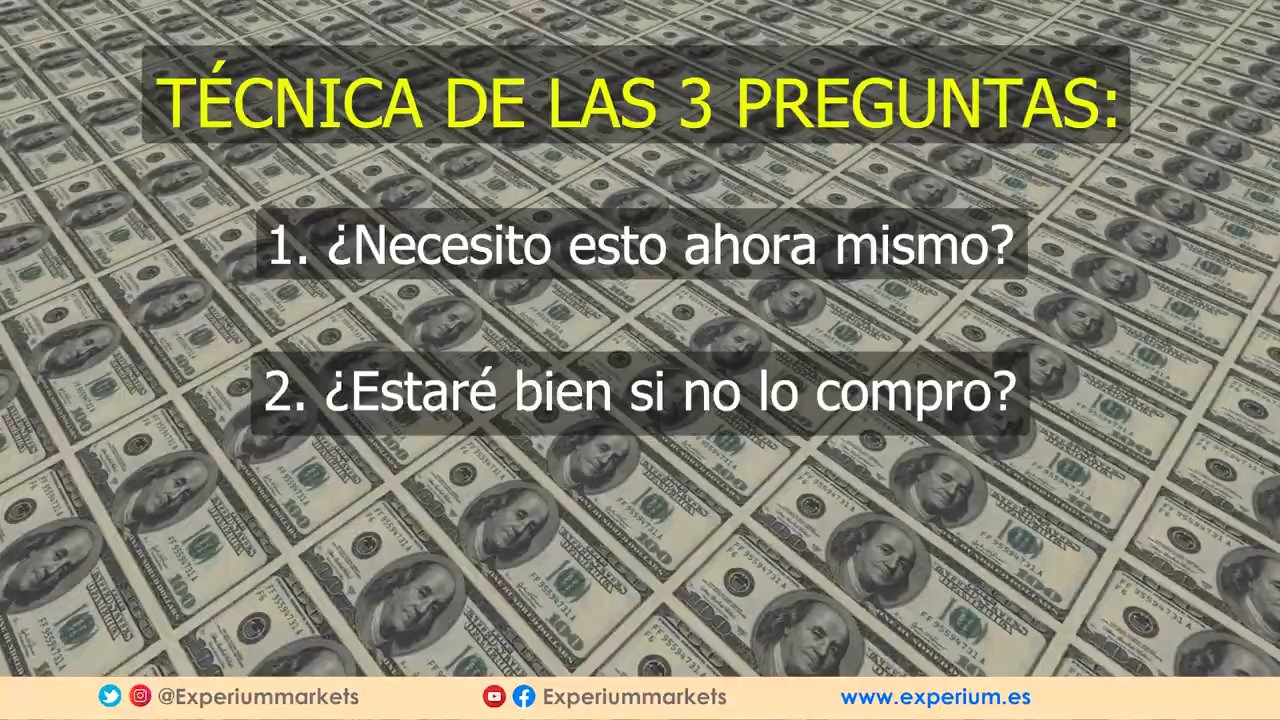 TÉCNICA DE LAS 3 PREGUNTAS:
1. ¿Necesito esto ahora mismo?
2. ¿Estaré bien si no lo compro?
@Experiummarkets
Experiummarkets
www.experium.es